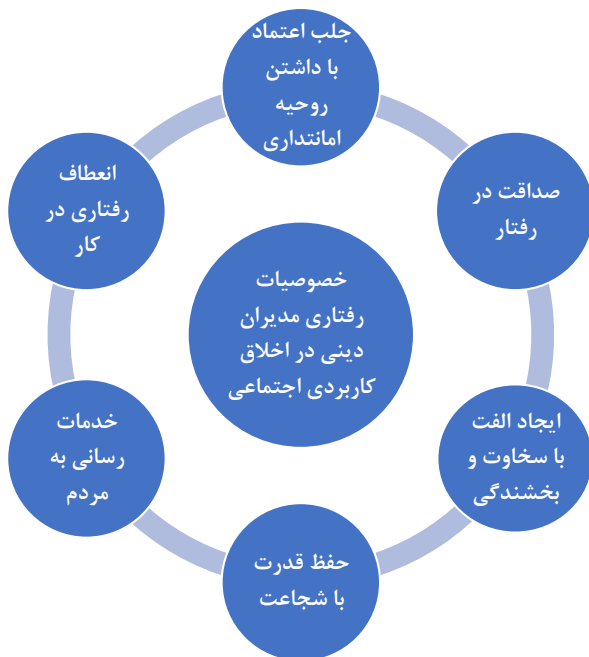 جلب اعتماد
با داشتن
روحیه
امانتداری
صداقت در
رفتار
ایجاد الفت
با سخاوت و
بخشندگی
حفظ قدرت
با شجاعت
خدمات
رسانی به
مردم
انعطاف
رفتاری در
کار
خصوصیات
رفتاری مدیران
دینی در اخلاق
کاربردی اجتماعی